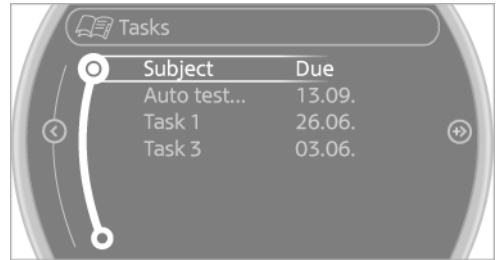 Tasks
Subject Due
Auto test... 13.09.
Task 1 26.06.
Task 3 03.06.